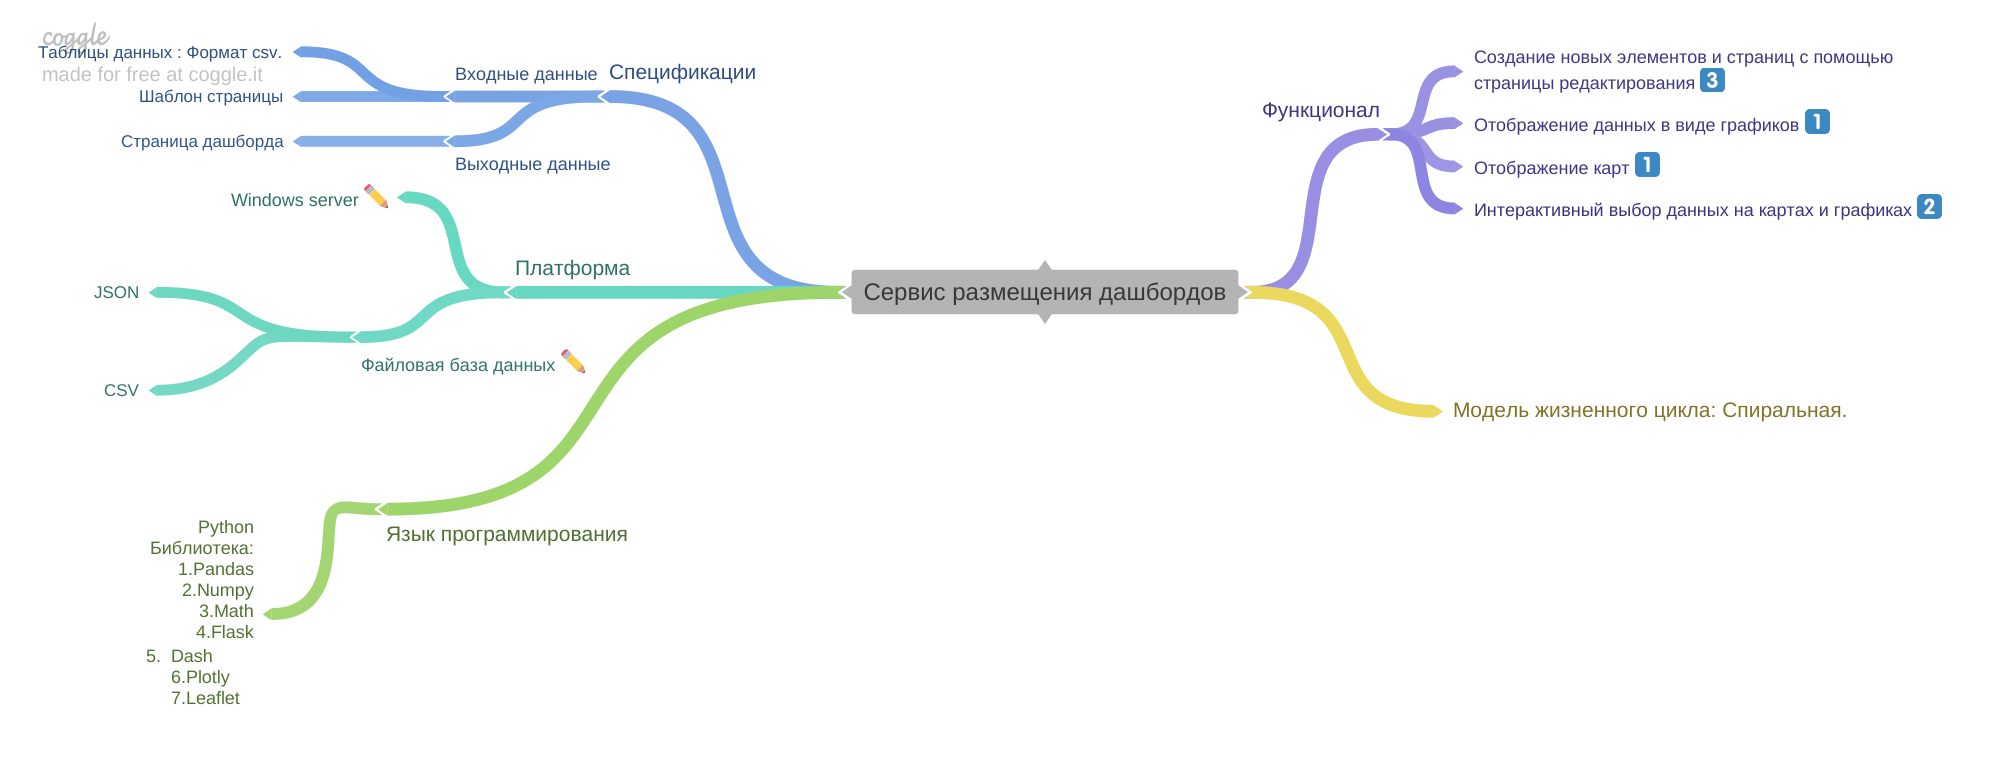 coggle
made for free at coggle.it
Таблицы данных : Формат csv.
Шаблон страницы
Входные данные
Спецификации
Страница дашборда
Выходные данные
Windows server
Платформа
JSON
CSV
Файловая база данных
Язык программирования
Python
Библиотека:
1.Pandas
2.Numpy
3.Math
4.Flask
5. Dash
6.Plotly
7.Leaflet
Сервис размещения дашбордов
Функционал
Создание новых элементов и страниц с помощью
страницы редактирования 3
Отображение данных в виде графиков 1
Отображение карт 1
Интерактивный выбор данных на картах и графиках 2
Модель жизненного цикла: Спиральная.